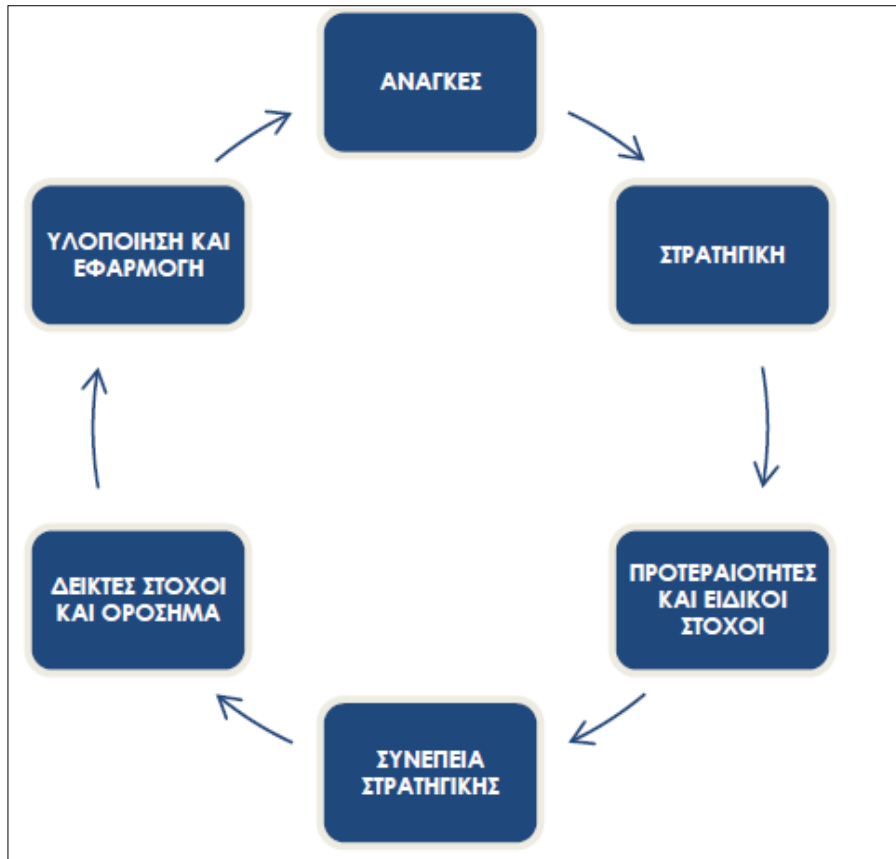 ΑΝΑΓΚΕΣ
ΣΤΡΑΤΗΓΙΚΗ
ΠΡΟΤΕΡΑΙΟΤΗΤΕΣ
ΚΑΙ ΕΙΔΙΚΟΙ
ΣΤΟΧΟΙ
ΣΥΝΕΠΕΙΑ
ΣΤΡΑΤΗΓΙΚΗΣ
ΔΕΙΚΤΕΣ ΣΤΟΧΟΙ
ΚΑΙ ΟΡΟΣΗΜΑ
ΥΛΟΠΟΙΗΣΗ ΚΑΙ
ΕΦΑΡΜΟΓΗ